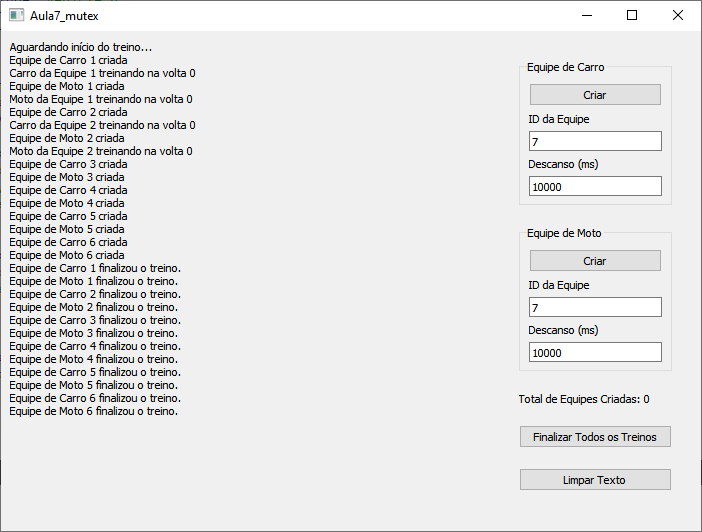 Aula7_mutex
Aguardando início do treino...
Equipe de Carro 1 criada
Carro da Equipe 1 treinando na volta 0
Equipe de Moto 1 criada
Moto da Equipe 1 treinando na volta 0
Equipe de Carro 2 criada
Carro da Equipe 2 treinando na volta 0
Equipe de Moto 2 criada
Moto da Equipe 2 treinando na volta 0
Equipe de Carro 3 criada
Equipe de Moto 3 criada
Equipe de Carro 4 criada
Equipe de Moto 4 criada
Equipe de Carro 5 criada
Equipe de Moto 5 criada
Equipe de Carro 6 criada
Equipe de Moto 6 criada
Equipe de Carro 1 finalizou o treino.
Equipe de Moto 1 finalizou o treino.
Equipe de Carro 2 finalizou o treino.
Equipe de Moto 2 finalizou o treino.
Equipe de Carro 3 finalizou o treino.
Equipe de Moto 3 finalizou o treino.
Equipe de Carro 4 finalizou o treino.
Equipe de Moto 4 finalizou o treino.
Equipe de Carro 5 finalizou o treino.
Equipe de Moto 5 finalizou o treino.
Equipe de Carro 6 finalizou o treino.
Equipe de Moto 6 finalizou o treino.
Equipe de Carro
Criar
ID da Equipe
7
Descanso (ms)
10000
Equipe de Moto
Criar
ID da Equipe
7
Descanso (ms)
10000
Total de Equipes Criadas: 0
Finalizar Todos os Treinos
Limpar Texto